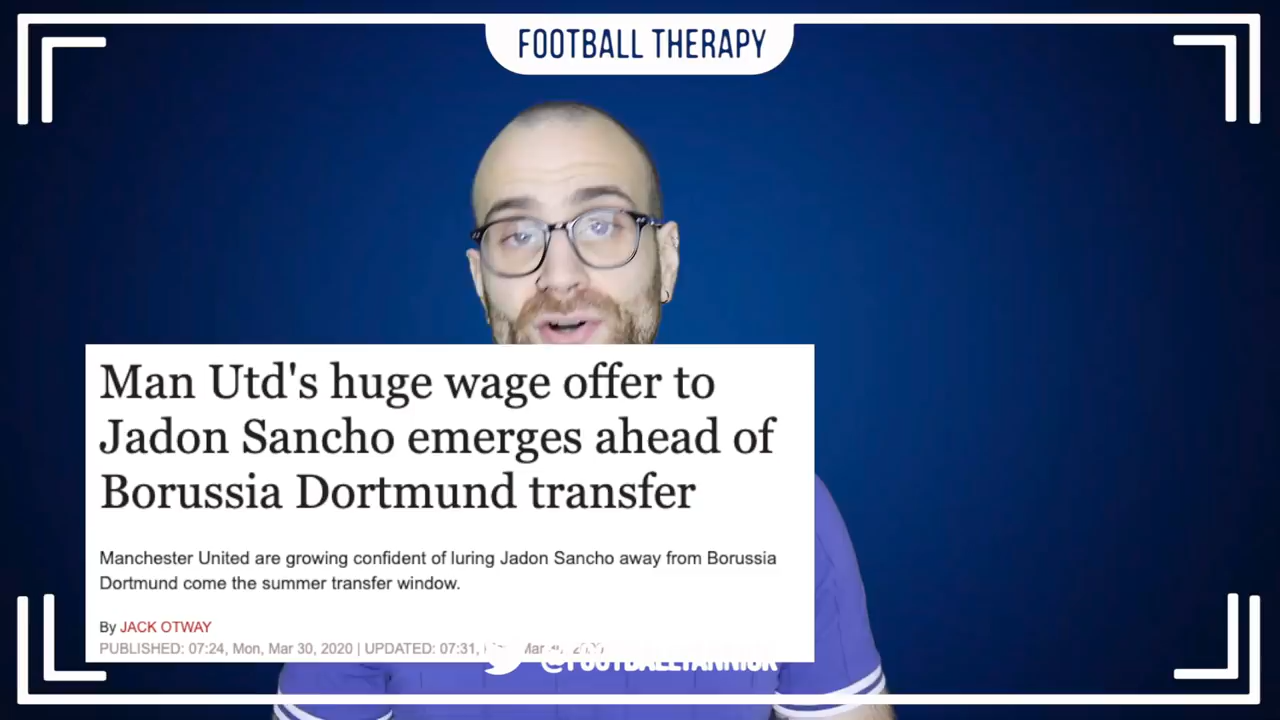 FOOTBALL THERAPY
Man Utd's huge wage offer to
Jadon Sancho emerges ahead of
Borussia Dortmund transfer
Manchester United are growing confident of luring Jadon Sancho away from Borussia
Dortmund come the summer transfer window.
By JACK OTWAY
PUBLISHED: 07:24, Mon, Mar 30, 2020 | UPDATED: 07:31,
@FOOTBALLYANNICK